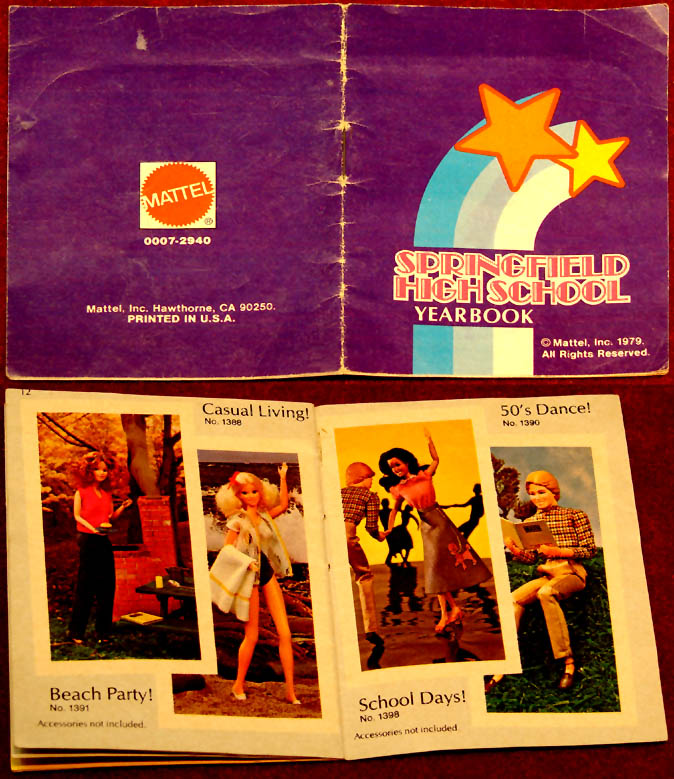 MATTEL
®
0007-2940
Mattel, Inc. Hawthorne, CA 90250.
PRINTED IN U.S.A.
SPRINGFIELD
HIGH SCHOOL
YEARBOOK
© Mattel, Inc. 1979.
All Rights Reserved.
12
Casual Living!
No. 1388
Beach Party!
No. 1391
Accessories not included.
50's Dance!
No. 1390
School Days!
No. 1398
Accessories not included.